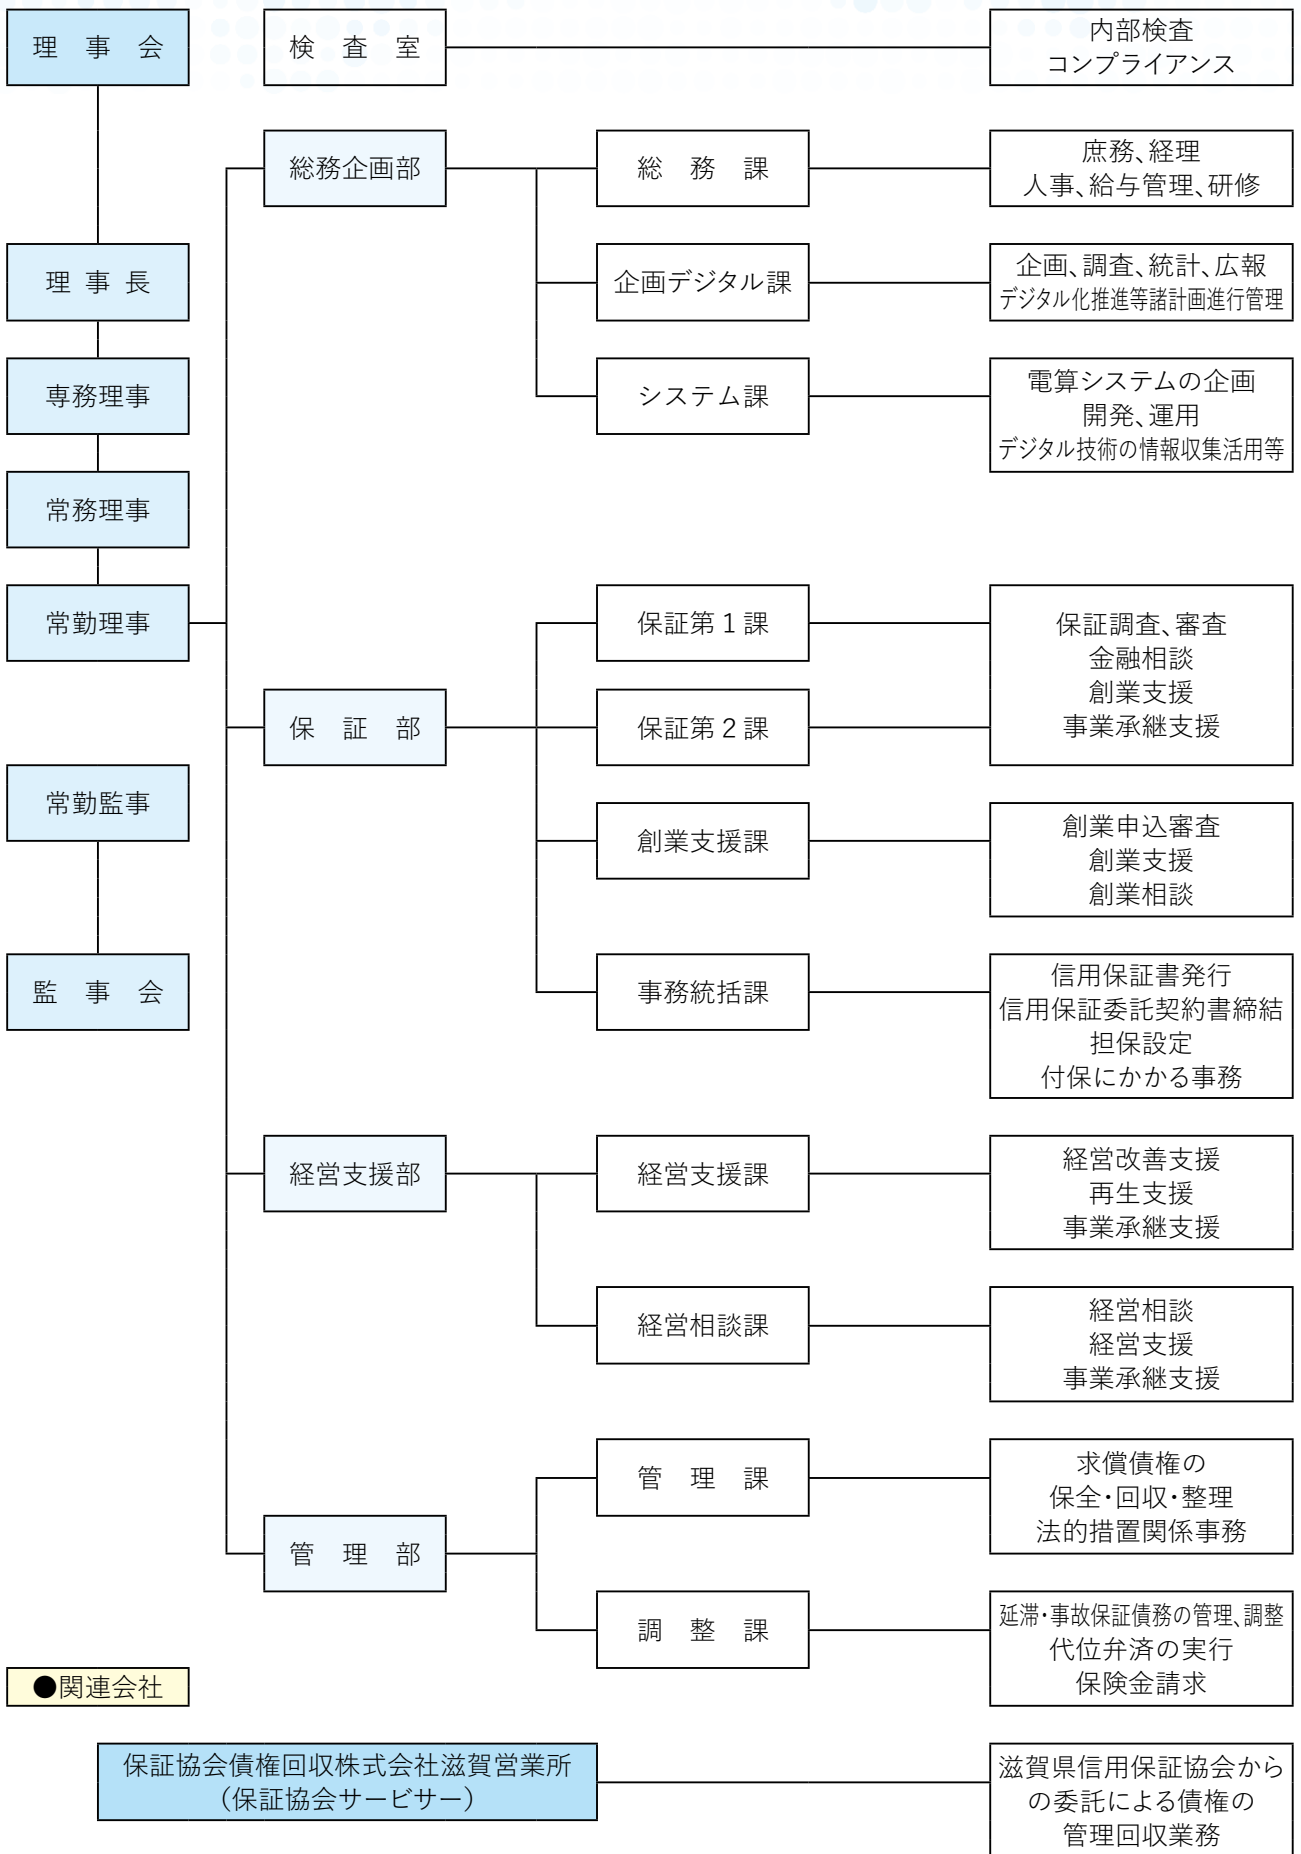 理事会
検査室
内部検査
コンプライアンス
総務企画部
総務課
庶務、経理
人事、給与管理、研修
理事長
企画デジタル課
企画、調査、統計、広報
デジタル化推進等諸計画進行管理
専務理事
システム課
電算システムの企画
開発、運用
デジタル技術の情報収集活用等
常務理事
常勤理事
保証第1課
保証調査、審査
金融相談
創業支援
事業承継支援
保証部
保証第2課
常勤監事
創業支援課
創業申込審査
創業支援
創業相談
監事会
事務統括課
信用保証書発行
信用保証委託契約書締結
担保設定
付保にかかる事務
経営支援部
経営支援課
経営改善支援
再生支援
事業承継支援
経営相談課
経営相談
経営支援
事業承継支援
管理部
管理課
求償債権の
保全・回収・整理
法的措置関係事務
調整課
延滞・事故保証債務の管理、調整
代位弁済の実行
保険金請求
●関連会社
保証協会債権回収株式会社滋賀営業所
（保証協会サービサー）
滋賀県信用保証協会から
の委託による債権の
管理回収業務